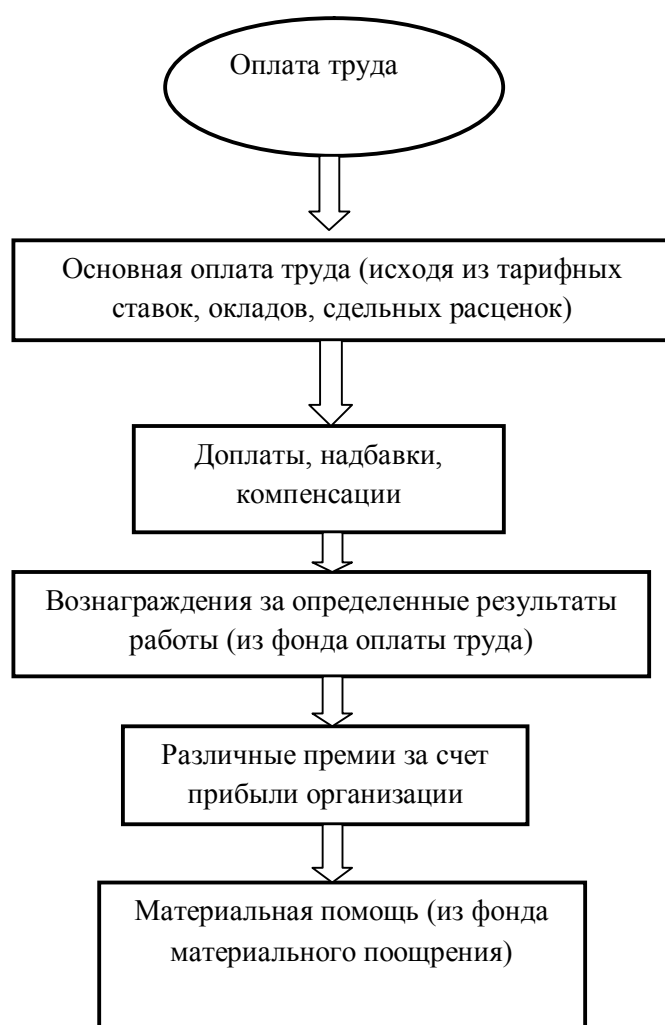 Оплата труда
Основная оплата труда (исходя из тарифных
ставок, окладов, сдельных расценок)
Доплаты, надбавки,
компенсации
Вознаграждения за определенные результаты
работы (из фонда оплаты труда)
Различные премии за счет
прибыли организации
Материальная помощь (из фонда
материального поощрения)